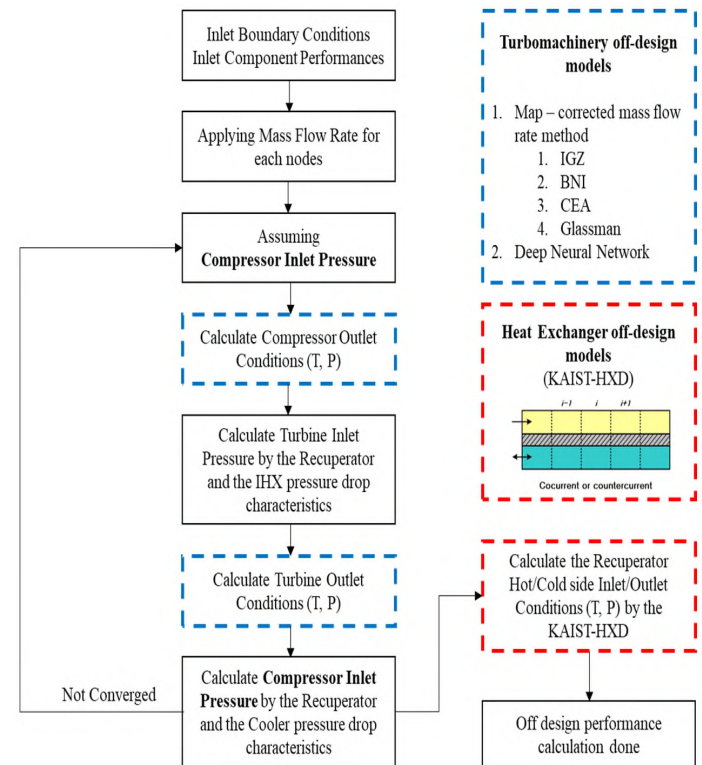 Inlet Boundary Conditions
Inlet Component Performances
Applying Mass Flow Rate for
each nodes
Assuming
Compressor Inlet Pressure
Calculate Compressor Outlet
Conditions (T, P)
Calculate Turbine Inlet
Pressure by the Recuperator
and the IHX pressure drop
characteristics
Calculate Turbine Outlet
Conditions (T, P)
Not Converged
Calculate Compressor Inlet
Pressure by the Recuperator
and the Cooler pressure drop
characteristics
Turbomachinery off-design
models
1. Map – corrected mass flow
rate method
1. IGZ
2. BNI
3. CEA
4. Glassman
2. Deep Neural Network
Heat Exchanger off-design
models
(KAIST-HXD)
i-1 i i+1
Cocurrent or countercurrent
Calculate the Recuperator
Hot/Cold side Inlet/Outlet
Conditions (T, P) by the
KAIST-HXD
Off design performance
calculation done